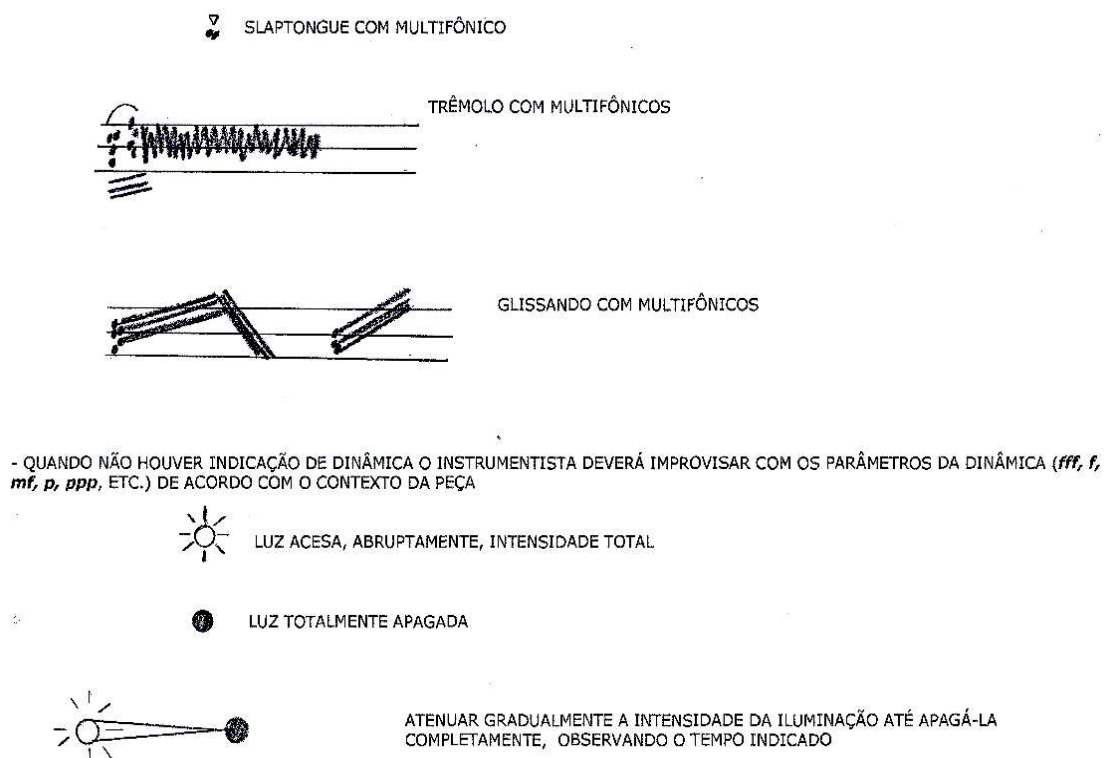 SLAPTONGUE COM MULTIFÔNICO
TRÊMOLO COM MULTIFÔNICOS
GLISSANDO COM MULTIFÔNICOS
- QUANDO NÃO HOUVER INDICAÇÃO DE DINÂMICA O INSTRUMENTISTA DEVERÁ IMPROVISAR COM OS PARÂMETROS DA DINÂMICA (fff, f,
mf, p, ppp, ETC.) DE ACORDO COM O CONTEXTO DA PEÇA
LUZ ACESA, ABRUPTAMENTE, INTENSIDADE TOTAL
LUZ TOTALMENTE APAGADA
ATENUAR GRADUALMENTE A INTENSIDADE DA ILUMINAÇÃO ATÉ APAGÁ-LA
COMPLETAMENTE, OBSERVANDO O TEMPO INDICADO